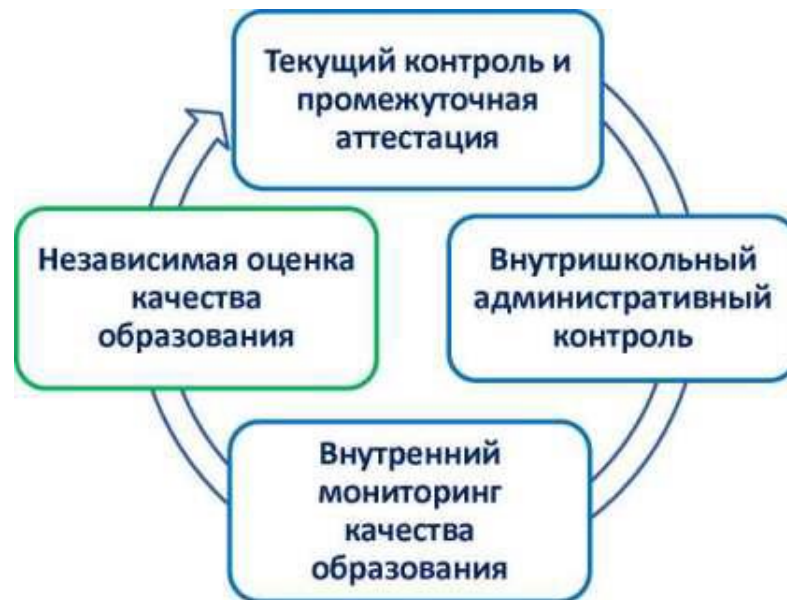 Текущий контроль и
промежуточная
аттестация
Независимая оценка
качества
образования
Внутришкольный
административный
контроль
Внутренний
мониторинг
качества
образования